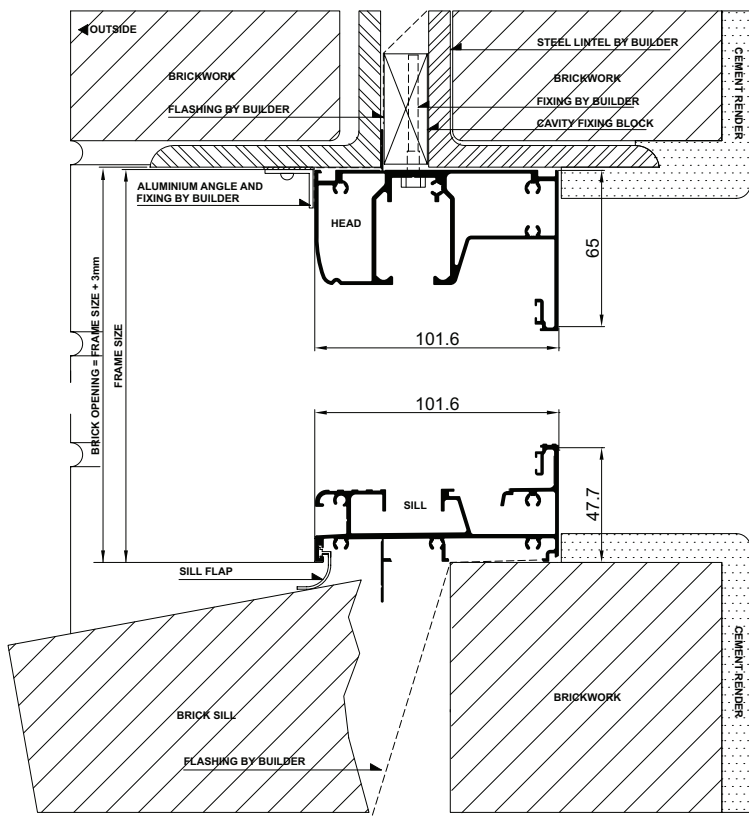 OUTSIDE
STEEL LINTEL BY BUILDER
CEMENT RENDER
BRICKWORK
BRICKWORK
FLASHING BY BUILDER
FIXING BY BUILDER
CAVITY FIXING BLOCK
ALUMINIUM ANGLE AND
FIXING BY BUILDER
HEAD
65
BRICK OPENING = FRAME SIZE + 3mm
FRAME SIZE
101.6
101.6
SILL
47.7
SILL FLAP
CEMENT RENDER
BRICKWORK
BRICK SILL
FLASHING BY BUILDER